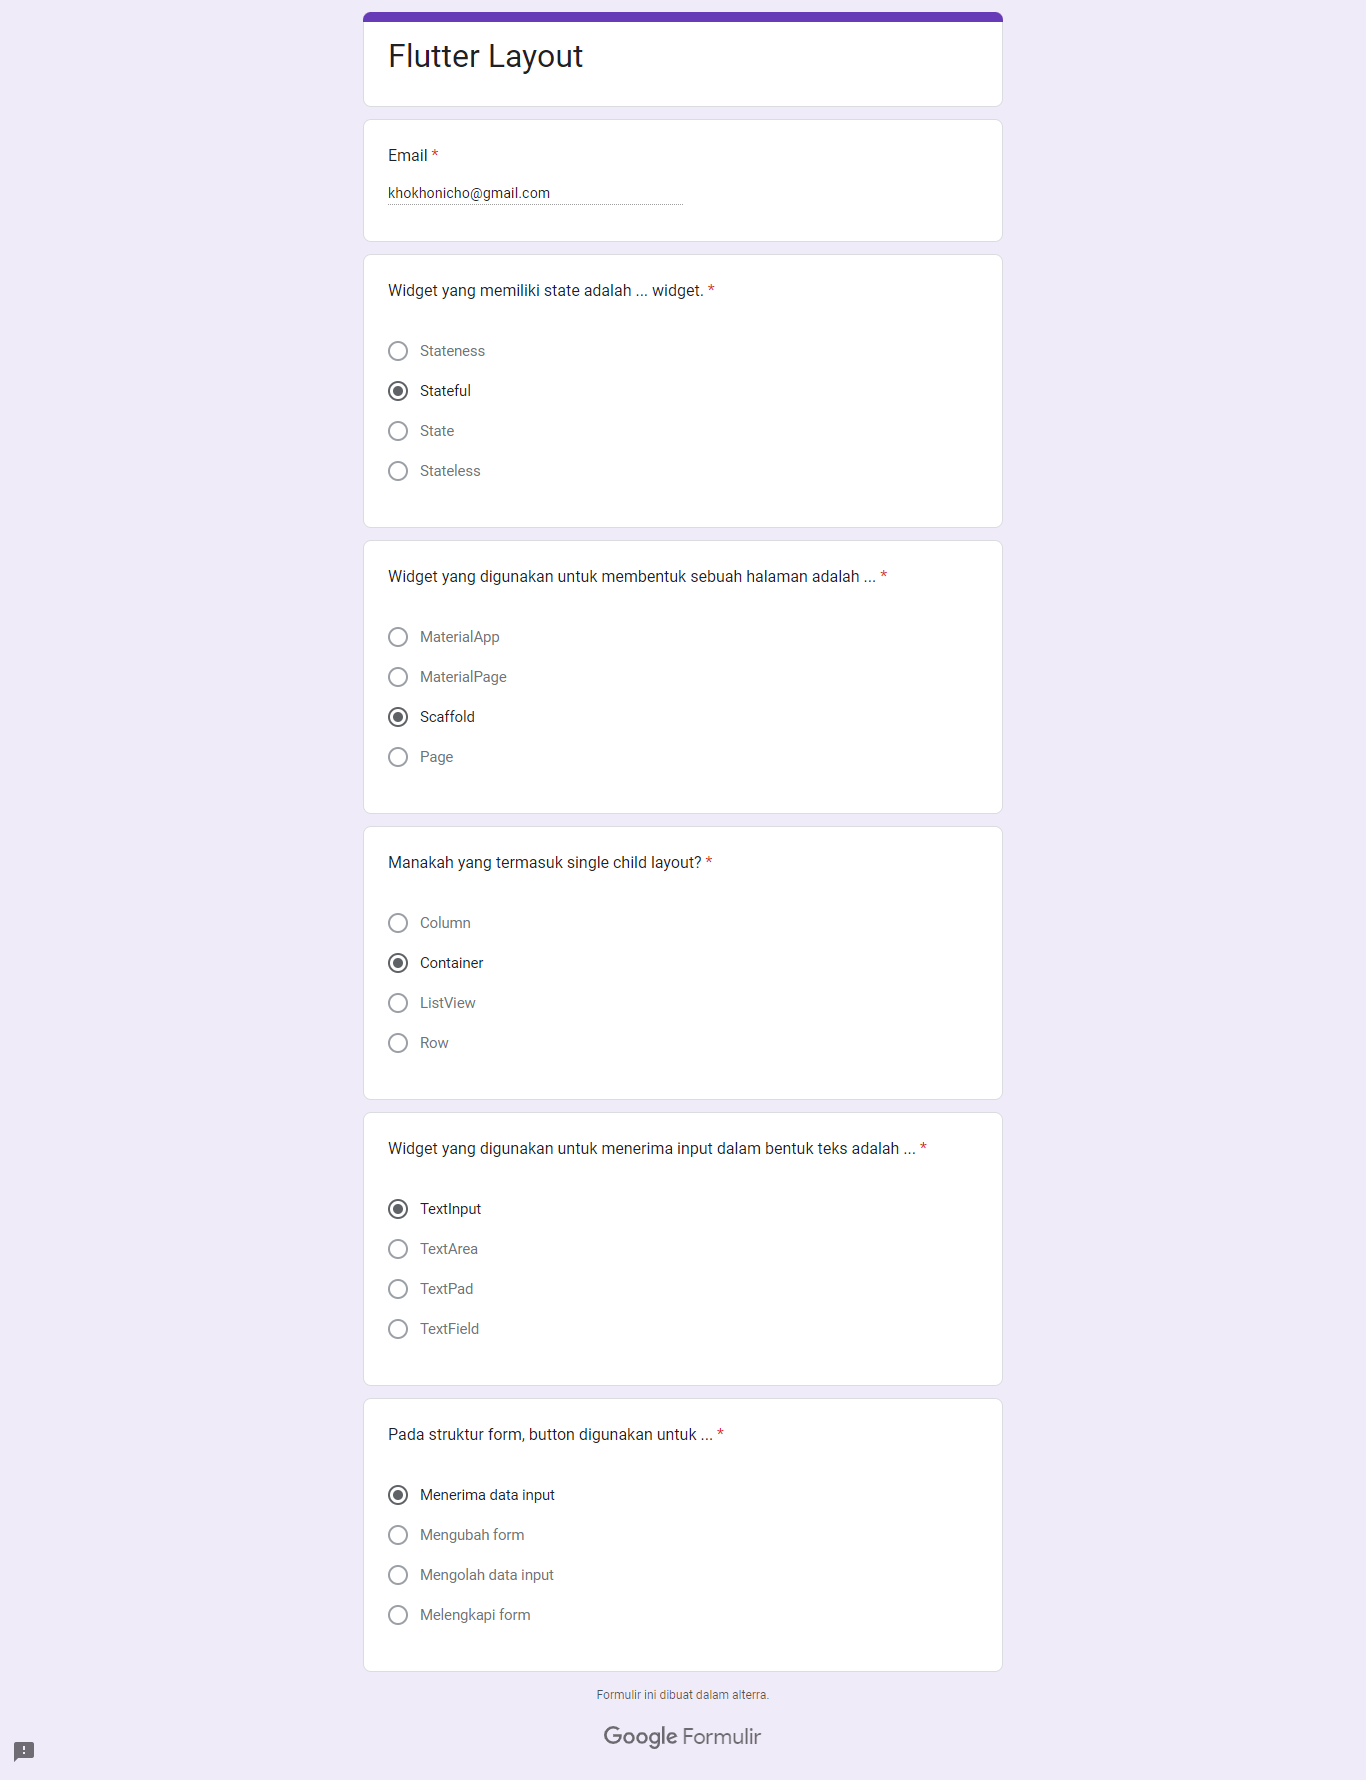 Flutter Layout
Email *
khokhonicho@gmail.com
Widget yang memiliki state adalah ... widget. *
Stateness
Stateful
State
Stateless
Widget yang digunakan untuk membentuk sebuah halaman adalah ... *
MaterialApp
MaterialPage
Scaffold
Page
Manakah yang termasuk single child layout? *
Column
Container
ListView
Row
Widget yang digunakan untuk menerima input dalam bentuk teks adalah ... *
TextInput
TextArea
TextPad
TextField
Pada struktur form, button digunakan untuk ... *
Menerima data input
Mengubah form
Mengolah data input
Melengkapi form
Formulir ini dibuat dalam alterra.
Google Formulir